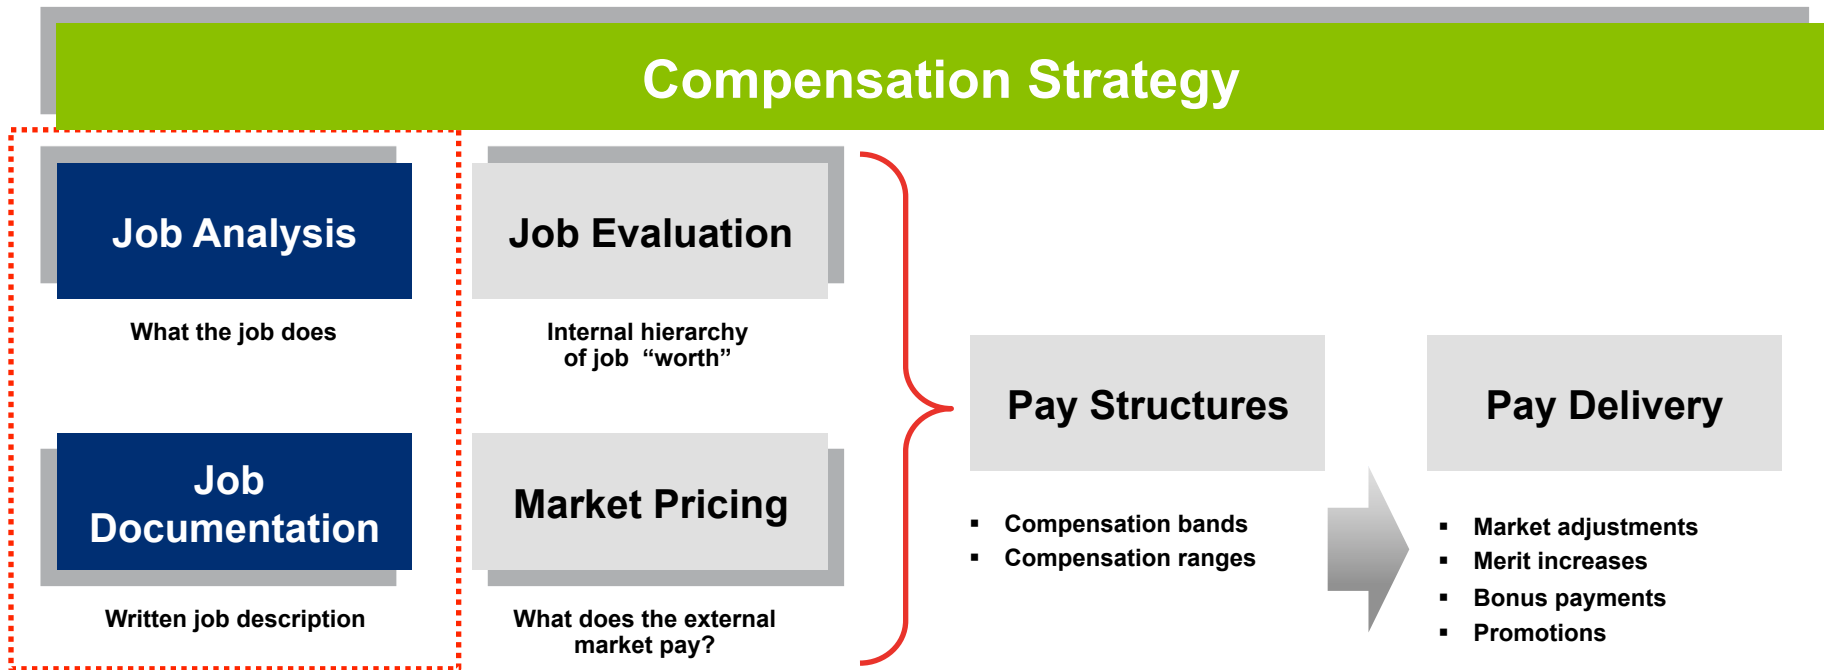 Compensation Strategy
Job Analysis
What the job does
Job
Documentation
Written job description
Job Evaluation
Internal hierarchy
of job “worth”
Market Pricing
What does the external
market pay?
Pay Structures
▪ Compensation bands
▪ Compensation ranges
Pay Delivery
▪ Market adjustments
▪ Merit increases
▪ Bonus payments
▪ Promotions